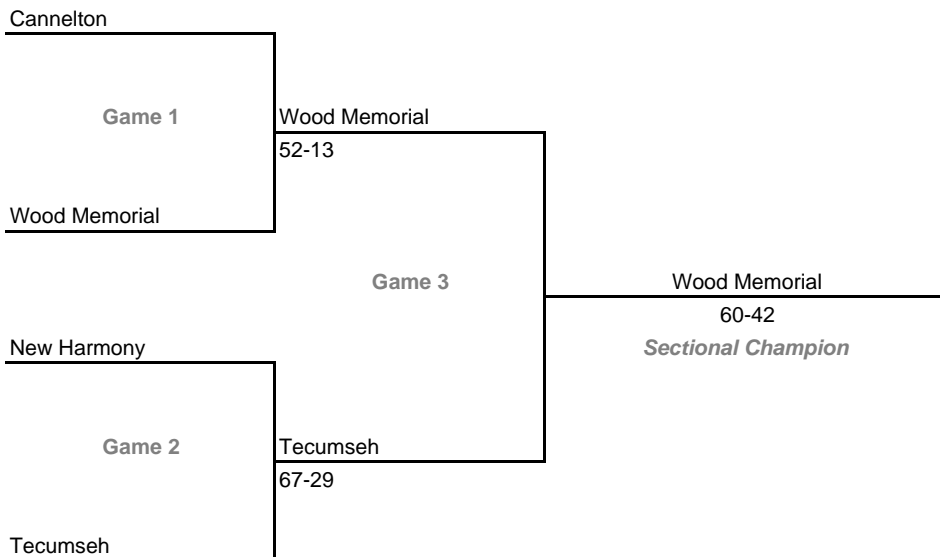 Cannelton
Game 1
Wood Memorial
52-13
Wood Memorial
Game 3
Wood Memorial
60-42
Sectional Champion
New Harmony
Game 2
Tecumseh
67-29
Tecumseh